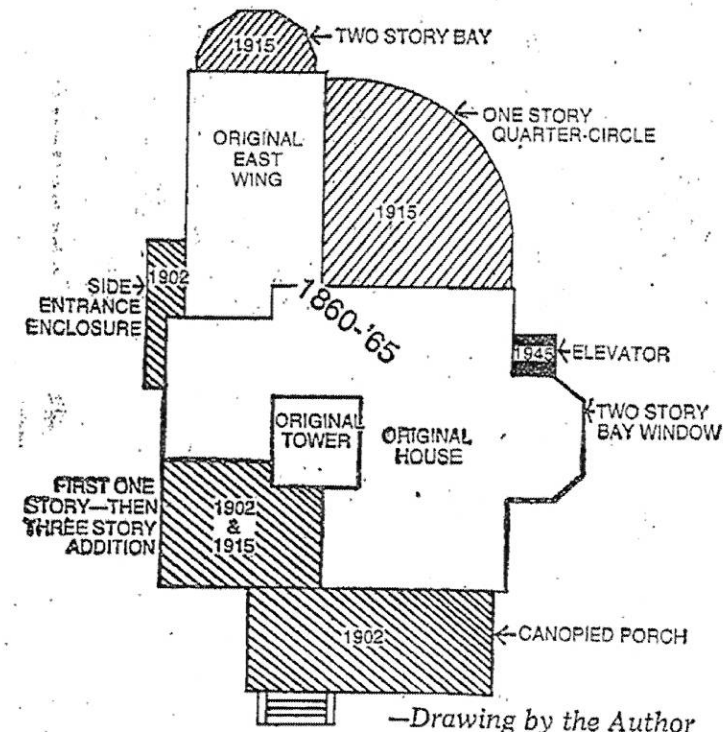 1915
TWO STORY BAY
ORIGINAL
EAST
WING
ONE STORY
QUARTER-CIRCLE
1915
1902
SIDE
ENTRANCE
ENCLOSURE
1860-'65
1945
ELEVATOR
TWO STORY
BAY WINDOW
ORIGINAL
TOWER
ORIGINAL
HOUSE
FIRST ONE
STORY—THEN
THREE STORY
ADDITION
1902
&
1915
1902
CANOPIED PORCH
—Drawing by the Author